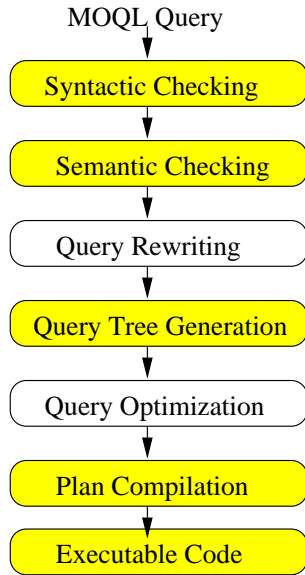 MOQL Query
Syntactic Checking
Semantic Checking
Query Rewriting
Query Tree Generation
Query Optimization
Plan Compilation
Executable Code